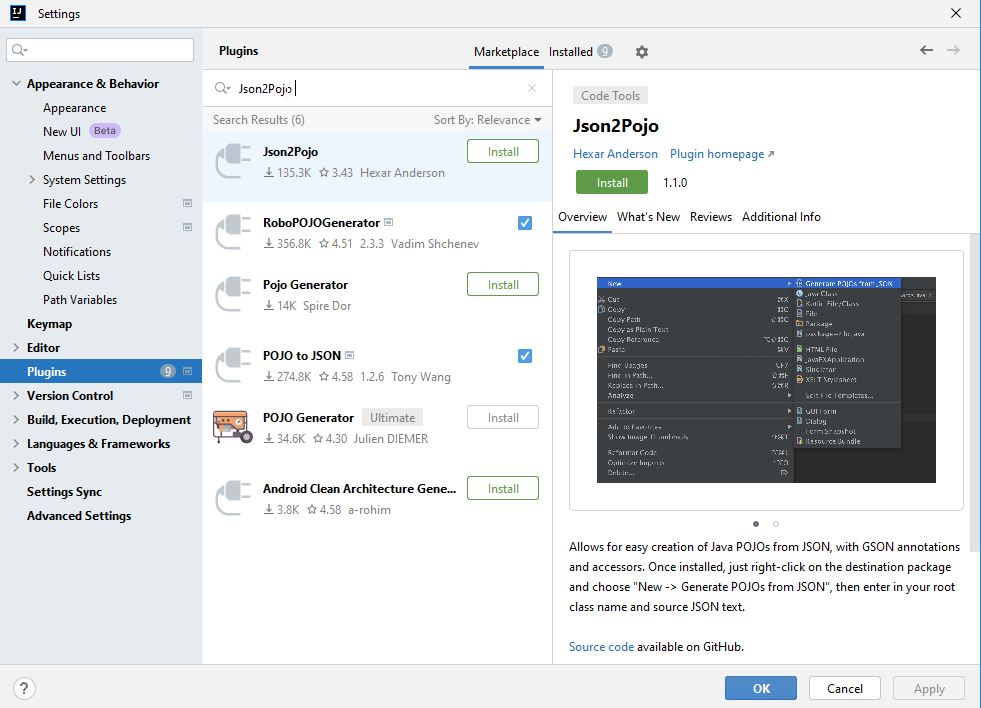 IJ
Settings
Plugins
Marketplace
Installed
9
Appearance & Behavior
Appearance
New UI Beta
Menus and Toolbars
System Settings
File Colors
Scopes
Notifications
Quick Lists
Path Variables
Keymap
Editor
Plugins 9
Version Control
Build, Execution, Deployment
Languages & Frameworks
Tools
Settings Sync
Advanced Settings
Json2Pojo
Search Results (6)
Sort By: Relevance
Json2Pojo
Install
135.3K 3.43 Hexar Anderson
RoboPOJOGenerator
356.8K 4.51 2.3.3 Vadim Shchenev
Pojo Generator
Install
14K Spire Dor
POJO to JSON
274.8K 4.58 1.2.6 Tony Wang
POJO Generator Ultimate
Install
34.6K 4.30 Julien DIEMER
Android Clean Architecture Gene...
Install
3.8K 4.58 a-rohim
Code Tools
Json2Pojo
Hexar Anderson Plugin homepage
Install 1.1.0
Overview What's New Reviews Additional Info
New
Cut
Copy
Copy Path
Copy as Plain Text
Copy Reference
Paste
Find Usages
Find in Path...
Replace in Path...
Analyze
Refactor
Add to Favorites
Show Image Thumbnails
Reformat Code
Optimize Imports
Delete...
Generate POJOs from JSON
Java Class
Kotlin File/Class
File
Package
package-info.java
HTML File
JavaFXApplication
Singleton
XSLT Stylesheet
Edit File Templates...
GUI Form
Dialog
Form Snapshot
Resource Bundle
Allows for easy creation of Java POJOs from JSON, with GSON annotations
and accessors. Once installed, just right-click on the destination package
and choose "New -> Generate POJOs from JSON", then enter in your root
class name and source JSON text.
Source code available on GitHub.
?
OK
Cancel
Apply